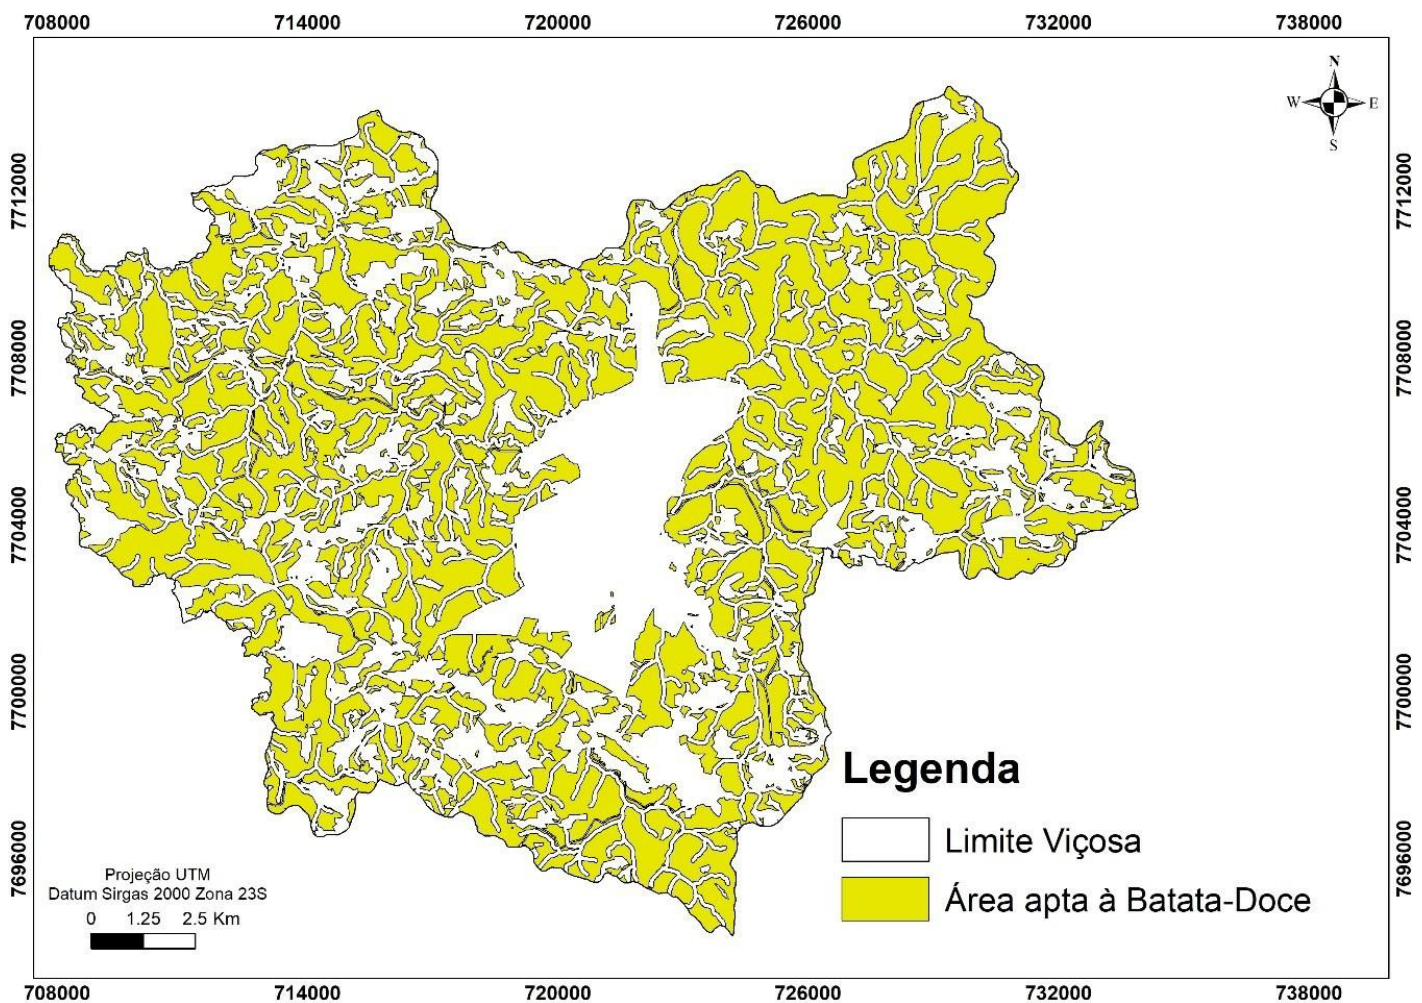 708000 714000 720000 726000 732000 738000
N
W E
S
7712000 7712000
7708000 7708000
7704000 7704000
7700000 7700000
7696000 7696000
Legenda
Limite Viçosa
Área apta à Batata-Doce
Projeção UTM
Datum Sirgas 2000 Zona 23S
0 1.25 2.5 Km
708000 714000 720000 726000 732000 738000